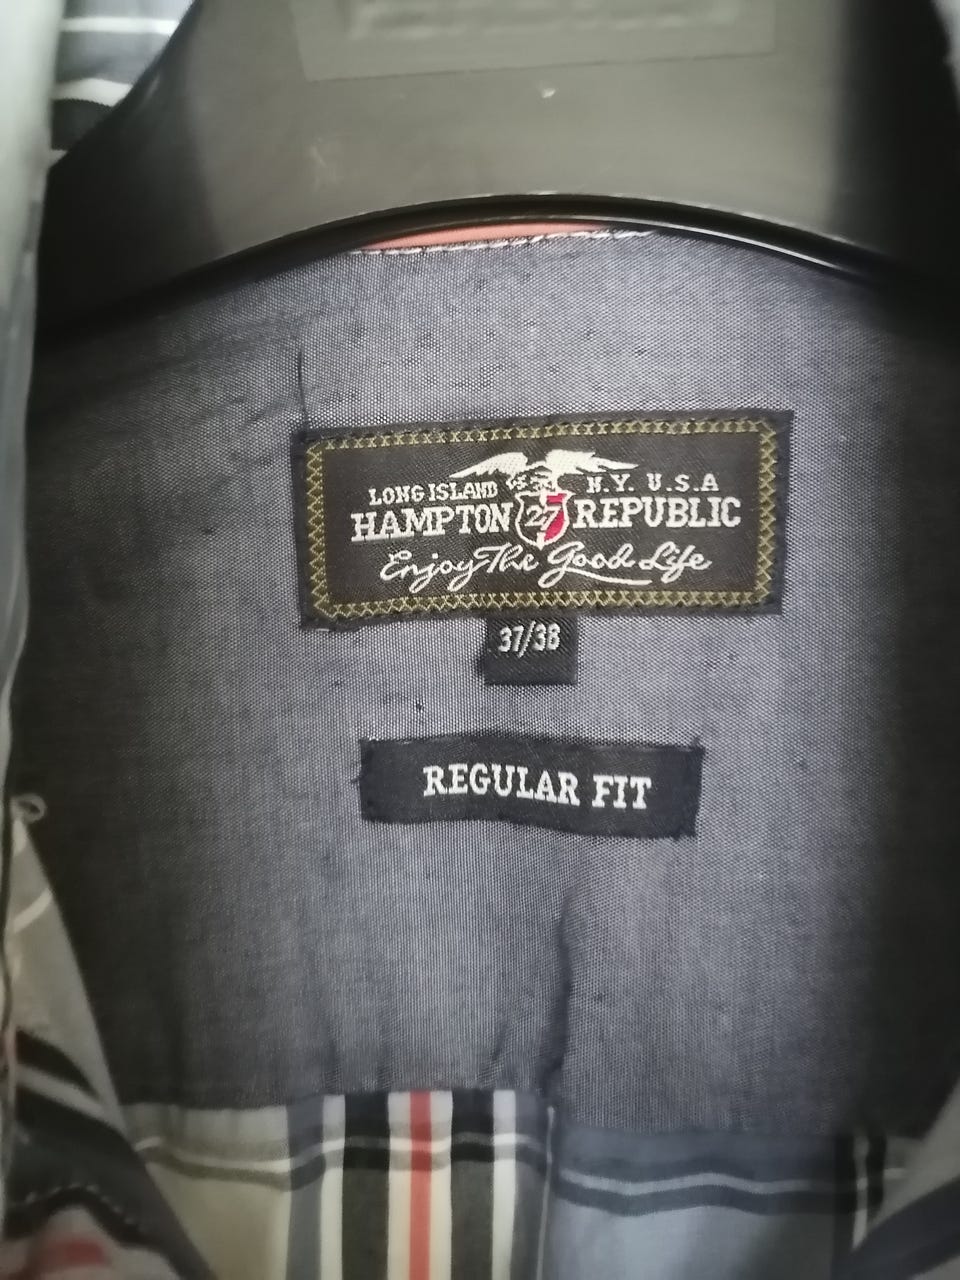 LONG ISLAND N.Y. U.S.A
HAMPTON 27 REPUBLIC
Enjoy The Good Life
37/38
REGULAR FIT